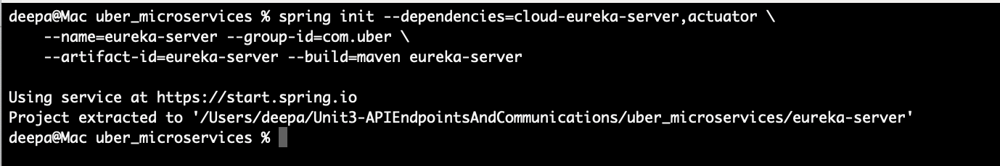 deepa@Mac uber_microservices % spring init --dependencies=cloud-eureka-server,actuator \
    --name=eureka-server --group-id=com.uber \
    --artifact-id=eureka-server --build=maven eureka-server

Using service at https://start.spring.io
Project extracted to '/Users/deepa/Unit3-APIEndpointsAndCommunications/uber_microservices/eureka-server'
deepa@Mac uber_microservices %